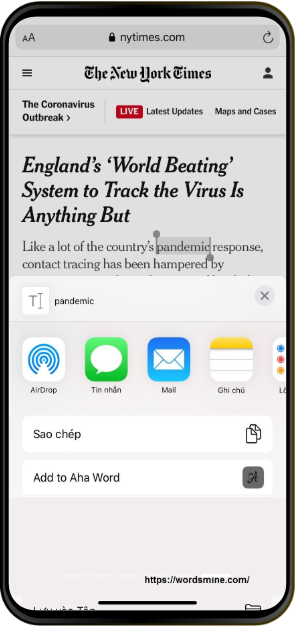 AA nytimes.com
The New York Times
The Coronavirus
Outbreak >
LIVE Latest Updates Maps and Cases
England's ‘World Beating’
System to Track the Virus Is
Anything But
Like a lot of the country's pandemic response,
contact tracing has been hampered by
T pandemic
AirDrop Tin nhắn Mail Ghi chú
Sao chép
Add to Aha Word
https://wordsmine.com/
Lưu vào Tệp